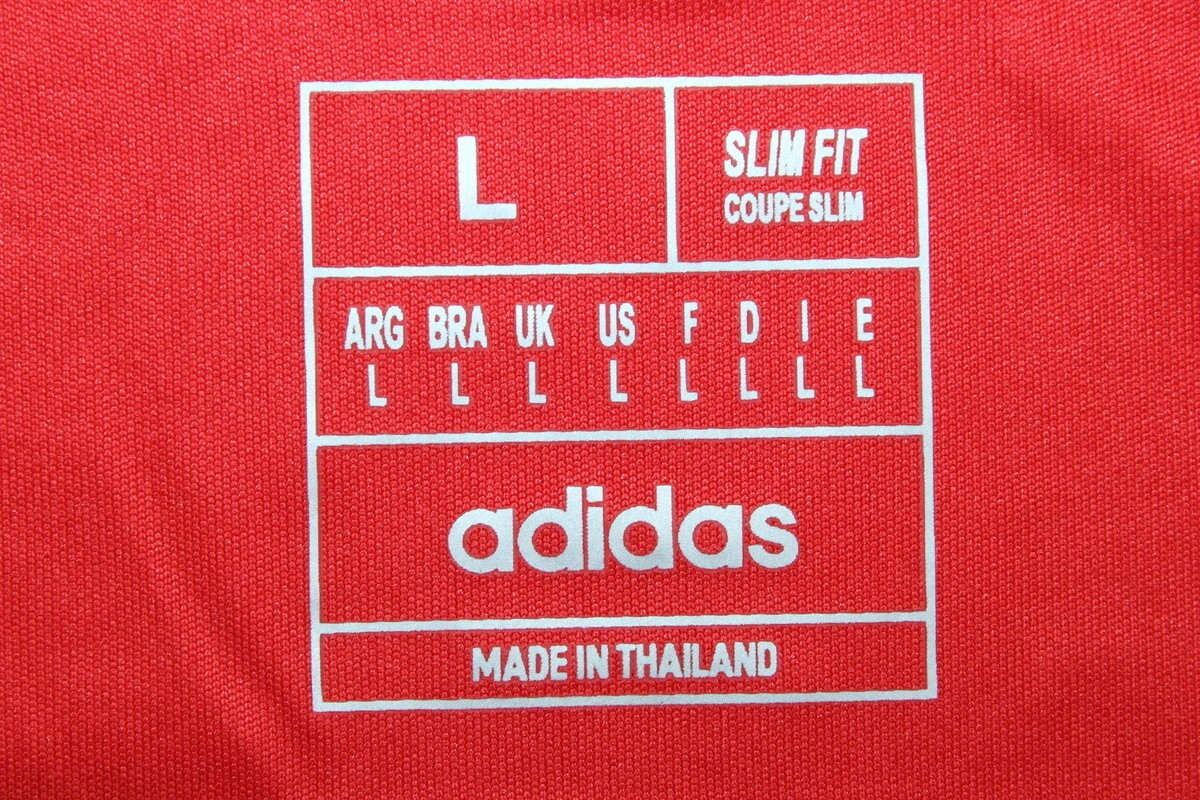 L
SLIM FIT
COUPE SLIM
ARG BRA UK US F D I E
L L L L L L L L
adidas
MADE IN THAILAND